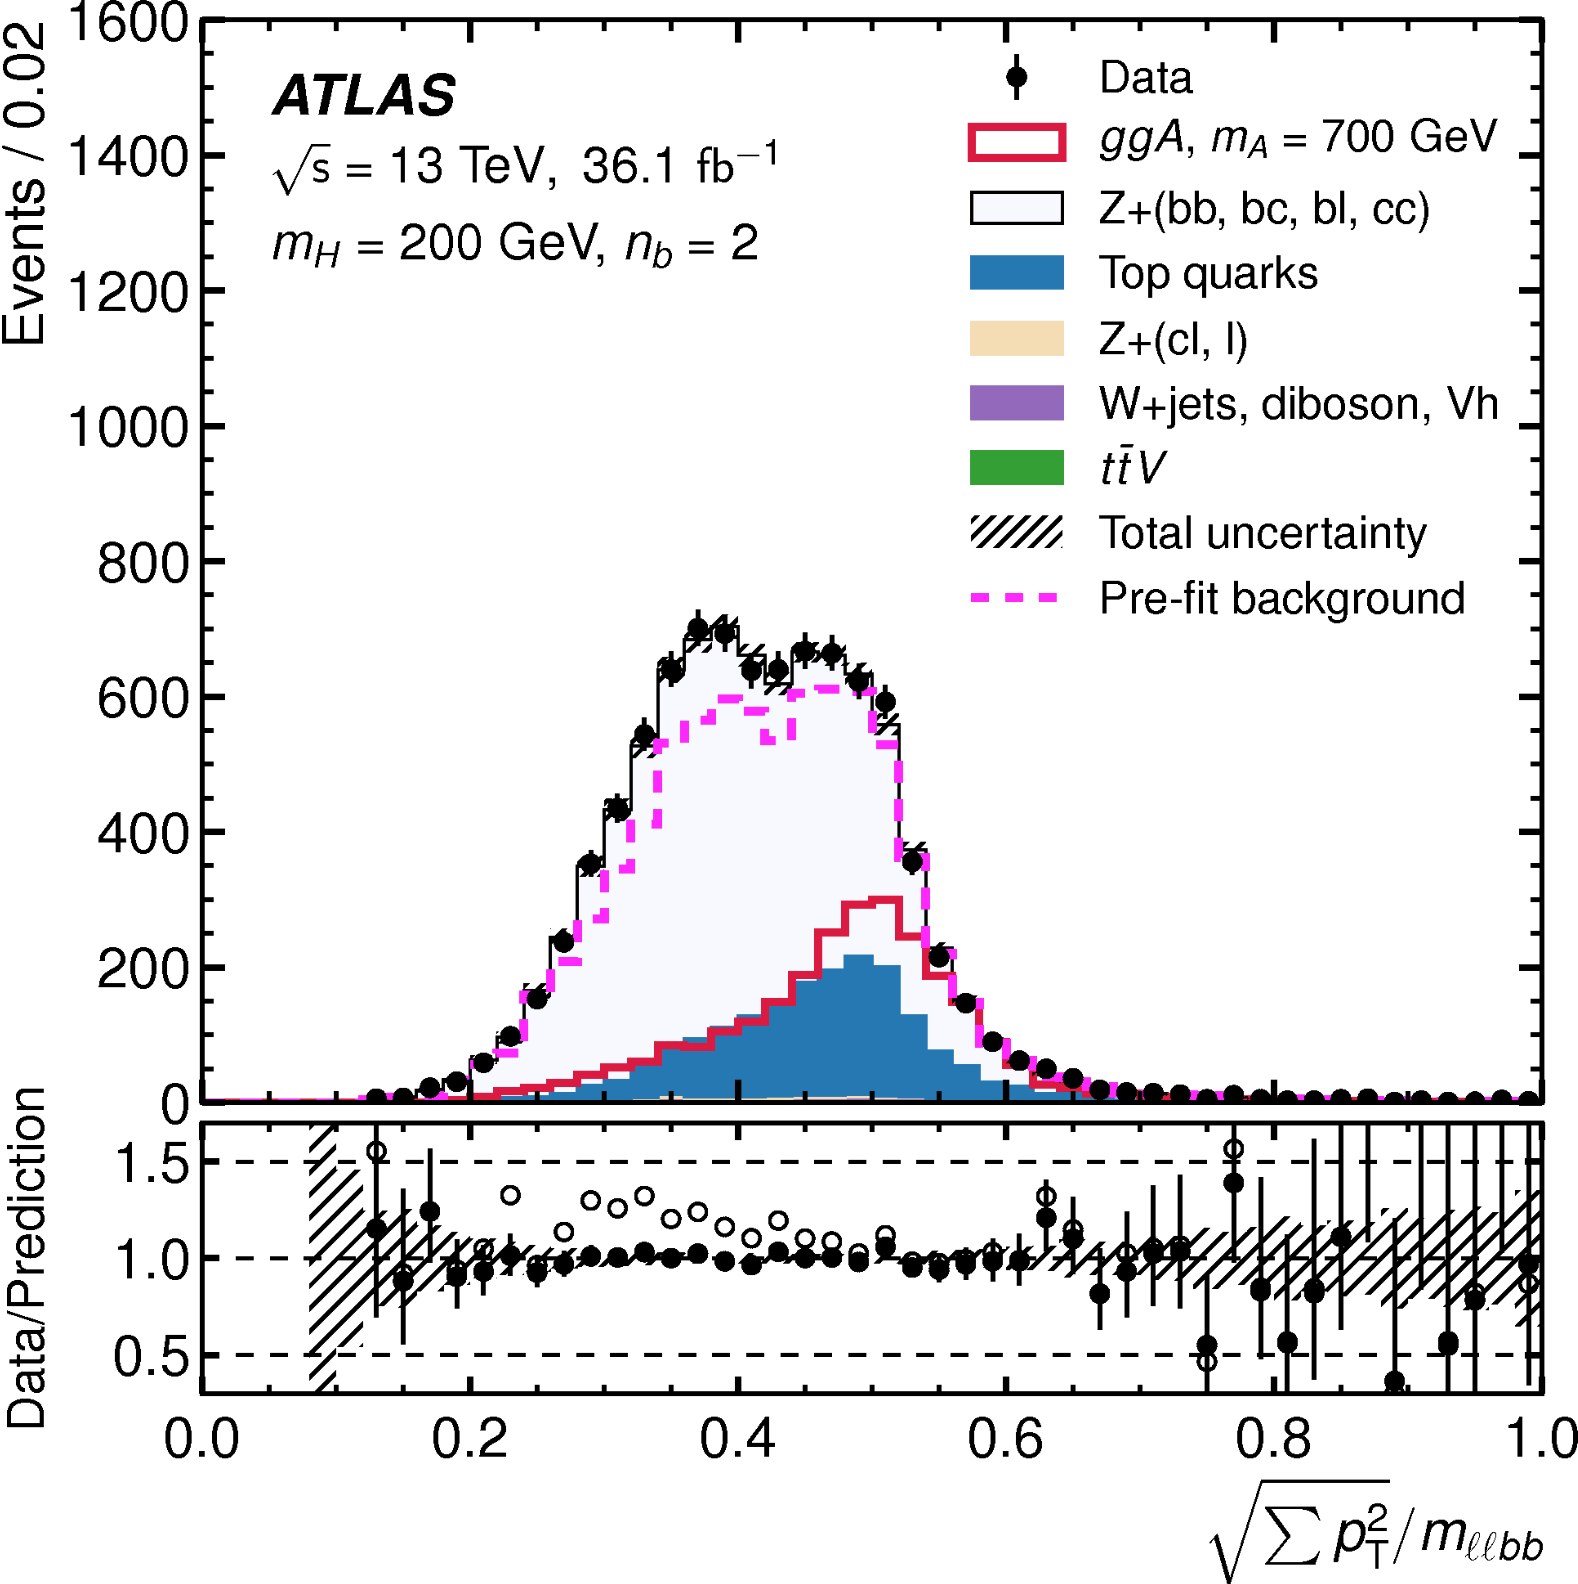 Events / 0.02
1600
1400
1200
1000
800
600
400
200
0
ATLAS
√s = 13 TeV, 36.1 fb⁻¹
m_H = 200 GeV, n_b = 2
Data
ggA, m_A = 700 GeV
Z+(bb, bc, bl, cc)
Top quarks
Z+(cl, l)
W+jets, diboson, Vh
tt̄V
Total uncertainty
Pre-fit background
Data/Prediction
1.5
1.0
0.5
0.0 0.2 0.4 0.6 0.8 1.0
√∑ p_T² / m_ℓℓbb